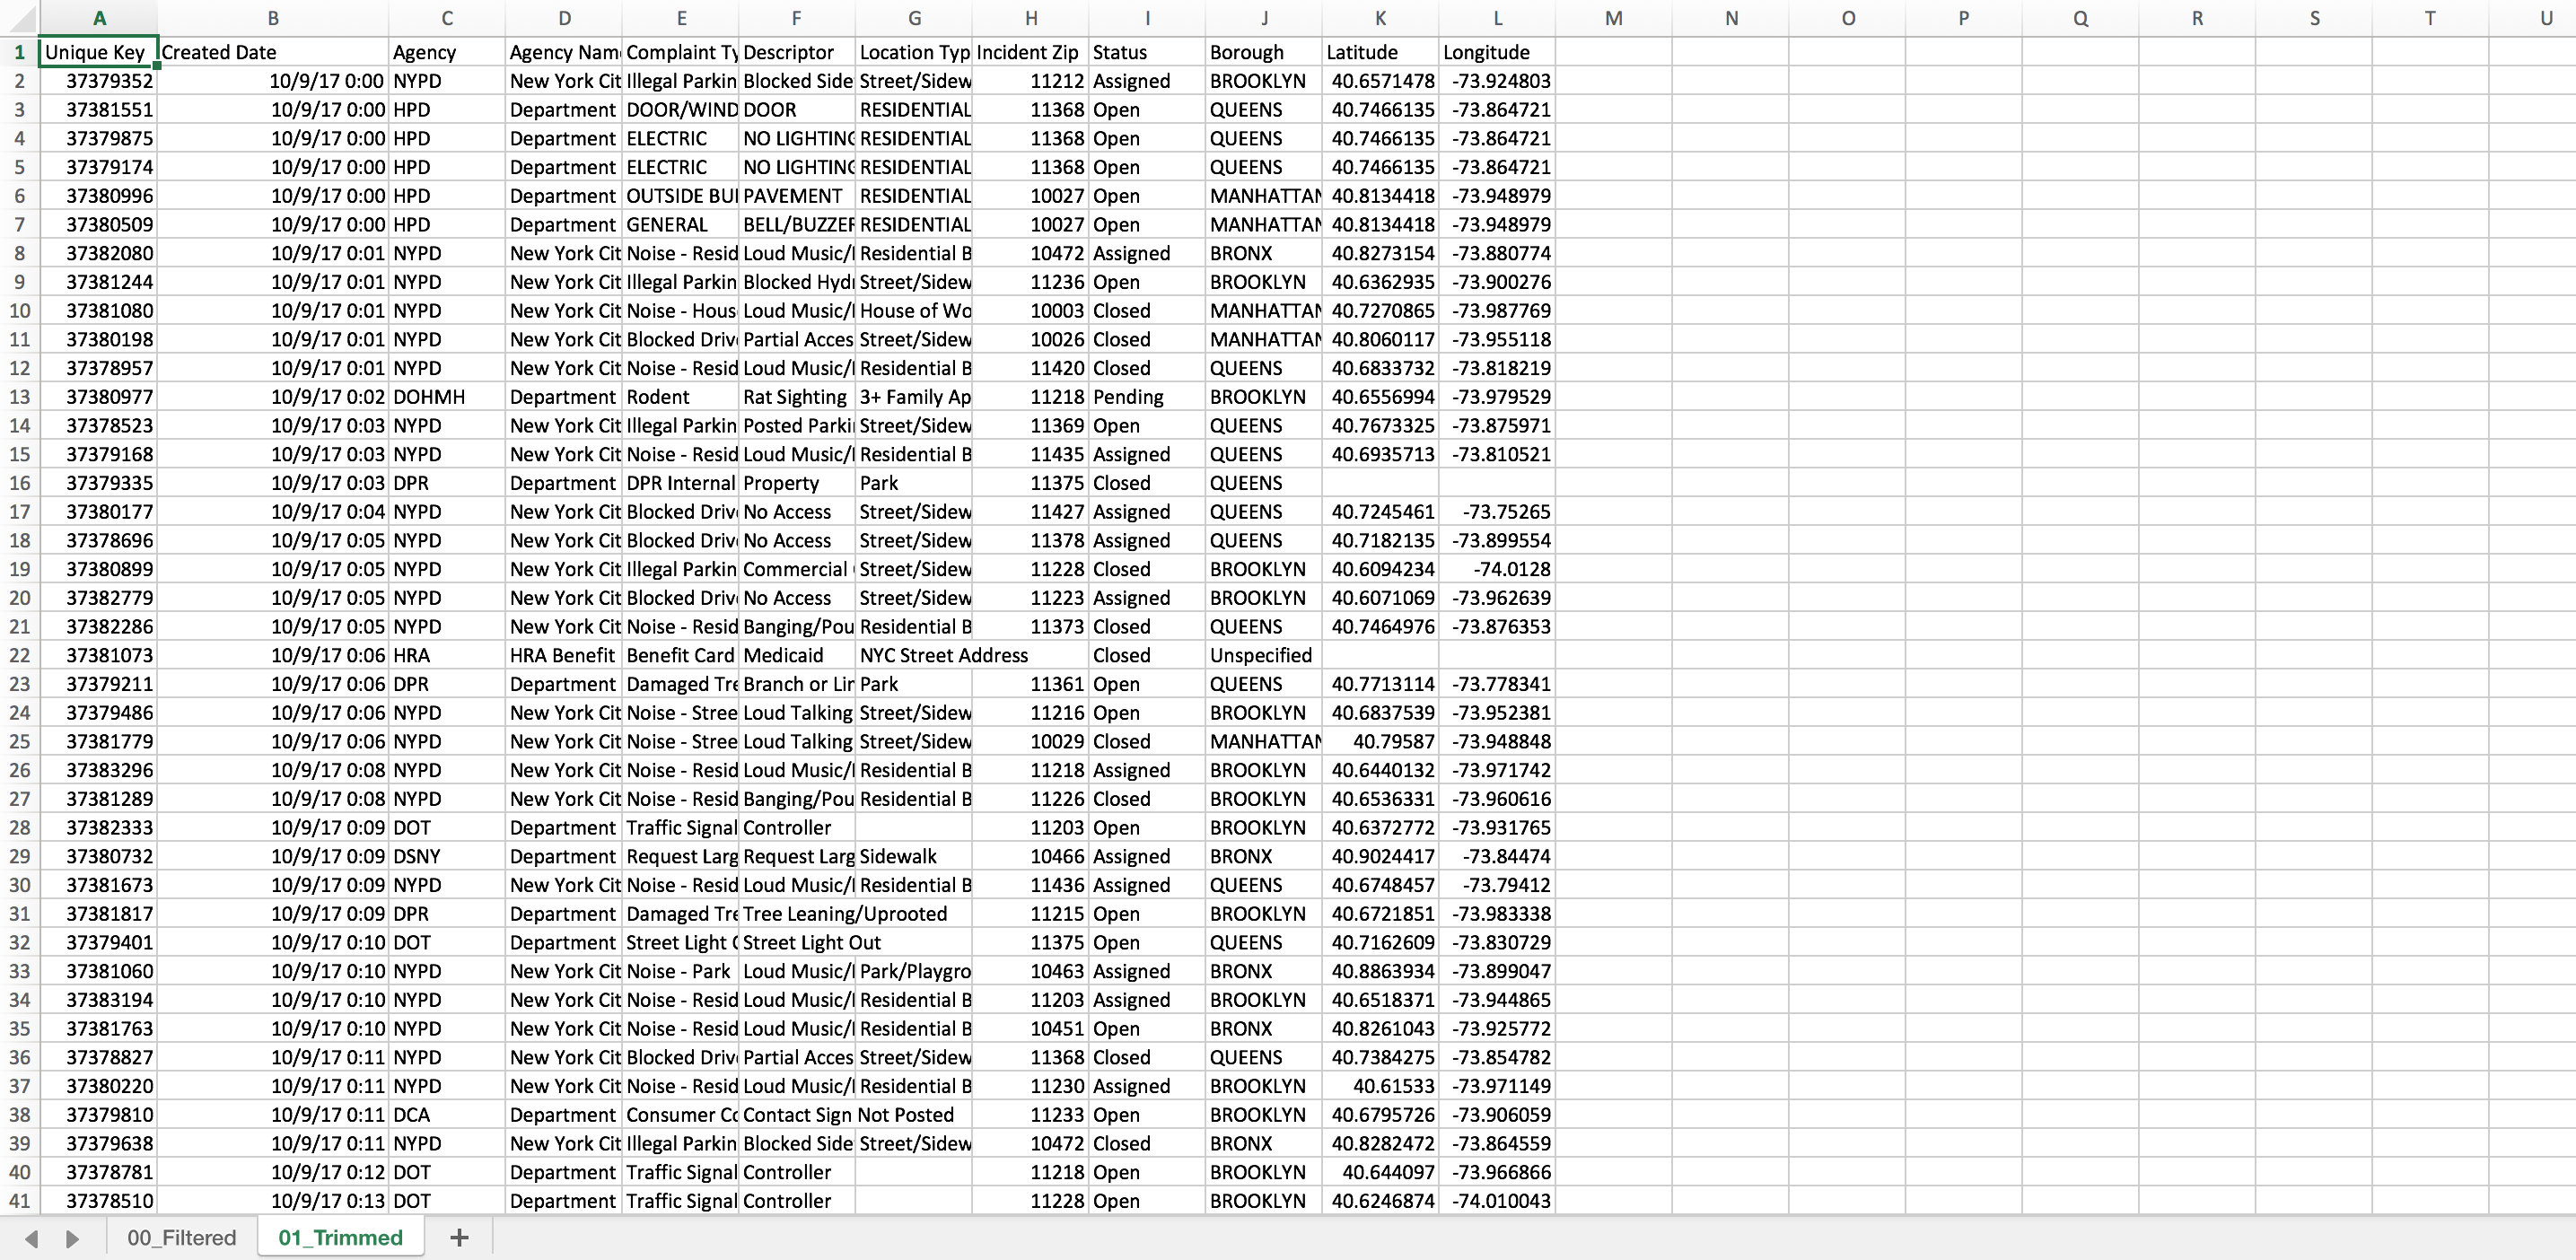 A B C D E F G H I J K L M N O P Q R S T U
1 Unique Key Created Date Agency Agency Nam Complaint Ty Descriptor Location Typ Incident Zip Status Borough Latitude Longitude
2 37379352 10/9/17 0:00 NYPD New York Cit Illegal Parkin Blocked Side Street/Sidew 11212 Assigned BROOKLYN 40.6571478 -73.924803
3 37381551 10/9/17 0:00 HPD Department DOOR/WIND DOOR RESIDENTIAL 11368 Open QUEENS 40.7466135 -73.864721
4 37379875 10/9/17 0:00 HPD Department ELECTRIC NO LIGHTING RESIDENTIAL 11368 Open QUEENS 40.7466135 -73.864721
5 37379174 10/9/17 0:00 HPD Department ELECTRIC NO LIGHTING RESIDENTIAL 11368 Open QUEENS 40.7466135 -73.864721
6 37380996 10/9/17 0:00 HPD Department OUTSIDE BUI PAVEMENT RESIDENTIAL 10027 Open MANHATTAN 40.8134418 -73.948979
7 37380509 10/9/17 0:00 HPD Department GENERAL BELL/BUZZER RESIDENTIAL 10027 Open MANHATTAN 40.8134418 -73.948979
8 37382080 10/9/17 0:01 NYPD New York Cit Noise - Resid Loud Music/ Residential B 10472 Assigned BRONX 40.8273154 -73.880774
9 37381244 10/9/17 0:01 NYPD New York Cit Illegal Parkin Blocked Hydr Street/Sidew 11236 Open BROOKLYN 40.6362935 -73.900276
10 37381080 10/9/17 0:01 NYPD New York Cit Noise - Hous Loud Music/ House of Wo 10003 Closed MANHATTAN 40.7270865 -73.987769
11 37380198 10/9/17 0:01 NYPD New York Cit Blocked Driv Partial Acces Street/Sidew 10026 Closed MANHATTAN 40.8060117 -73.955118
12 37378957 10/9/17 0:01 NYPD New York Cit Noise - Resid Loud Music/ Residential B 11420 Closed QUEENS 40.6833732 -73.818219
13 37380977 10/9/17 0:02 DOHMH Department Rodent Rat Sighting 3+ Family Ap 11218 Pending BROOKLYN 40.6556994 -73.979529
14 37378523 10/9/17 0:03 NYPD New York Cit Illegal Parkin Posted Parki Street/Sidew 11369 Open QUEENS 40.7673325 -73.875971
15 37379168 10/9/17 0:03 NYPD New York Cit Noise - Resid Loud Music/ Residential B 11435 Assigned QUEENS 40.6935713 -73.810521
16 37379335 10/9/17 0:03 DPR Department DPR Internal Property Park 11375 Closed QUEENS
17 37380177 10/9/17 0:04 NYPD New York Cit Blocked Driv No Access Street/Sidew 11427 Assigned QUEENS 40.7245461 -73.75265
18 37378696 10/9/17 0:05 NYPD New York Cit Blocked Driv No Access Street/Sidew 11378 Assigned QUEENS 40.7182135 -73.899554
19 37380899 10/9/17 0:05 NYPD New York Cit Illegal Parkin Commercial Street/Sidew 11228 Closed BROOKLYN 40.6094234 -74.0128
20 37382779 10/9/17 0:05 NYPD New York Cit Blocked Driv No Access Street/Sidew 11223 Assigned BROOKLYN 40.6071069 -73.962639
21 37382286 10/9/17 0:05 NYPD New York Cit Noise - Resid Banging/Pou Residential B 11373 Closed QUEENS 40.7464976 -73.876353
22 37381073 10/9/17 0:06 HRA HRA Benefit Benefit Card Medicaid NYC Street Address Closed Unspecified
23 37379211 10/9/17 0:06 DPR Department Damaged Tre Branch or Lim Park 11361 Open QUEENS 40.7713114 -73.778341
24 37379486 10/9/17 0:06 NYPD New York Cit Noise - Stree Loud Talking Street/Sidew 11216 Open BROOKLYN 40.6837539 -73.952381
25 37381779 10/9/17 0:06 NYPD New York Cit Noise - Stree Loud Talking Street/Sidew 10029 Closed MANHATTAN 40.79587 -73.948848
26 37383296 10/9/17 0:08 NYPD New York Cit Noise - Resid Loud Music/ Residential B 11218 Assigned BROOKLYN 40.6440132 -73.971742
27 37381289 10/9/17 0:08 NYPD New York Cit Noise - Resid Banging/Pou Residential B 11226 Closed BROOKLYN 40.6536331 -73.960616
28 37382333 10/9/17 0:09 DOT Department Traffic Signal Controller 11203 Open BROOKLYN 40.6372772 -73.931765
29 37380732 10/9/17 0:09 DSNY Department Request Larg Request Larg Sidewalk 10466 Assigned BRONX 40.9024417 -73.84474
30 37381673 10/9/17 0:09 NYPD New York Cit Noise - Resid Loud Music/ Residential B 11436 Assigned QUEENS 40.6748457 -73.79412
31 37381817 10/9/17 0:09 DPR Department Damaged Tre Tree Leaning/Uprooted 11215 Open BROOKLYN 40.6721851 -73.983338
32 37379401 10/9/17 0:10 DOT Department Street Light C Street Light Out 11375 Open QUEENS 40.7162609 -73.830729
33 37381060 10/9/17 0:10 NYPD New York Cit Noise - Park Loud Music/ Park/Playgro 10463 Assigned BRONX 40.8863934 -73.899047
34 37383194 10/9/17 0:10 NYPD New York Cit Noise - Resid Loud Music/ Residential B 11203 Assigned BROOKLYN 40.6518371 -73.944865
35 37381763 10/9/17 0:10 NYPD New York Cit Noise - Resid Loud Music/ Residential B 10451 Open BRONX 40.8261043 -73.925772
36 37378827 10/9/17 0:11 NYPD New York Cit Blocked Driv Partial Acces Street/Sidew 11368 Closed QUEENS 40.7384275 -73.854782
37 37380220 10/9/17 0:11 NYPD New York Cit Noise - Resid Loud Music/ Residential B 11230 Assigned BROOKLYN 40.61533 -73.971149
38 37379810 10/9/17 0:11 DCA Department Consumer Co Contact Sign Not Posted 11233 Open BROOKLYN 40.6795726 -73.906059
39 37379638 10/9/17 0:11 NYPD New York Cit Illegal Parkin Blocked Side Street/Sidew 10472 Closed BRONX 40.8282472 -73.864559
40 37378781 10/9/17 0:12 DOT Department Traffic Signal Controller 11218 Open BROOKLYN 40.644097 -73.966866
41 37378510 10/9/17 0:13 DOT Department Traffic Signal Controller 11228 Open BROOKLYN 40.6246874 -74.010043
00_Filtered 01_Trimmed +